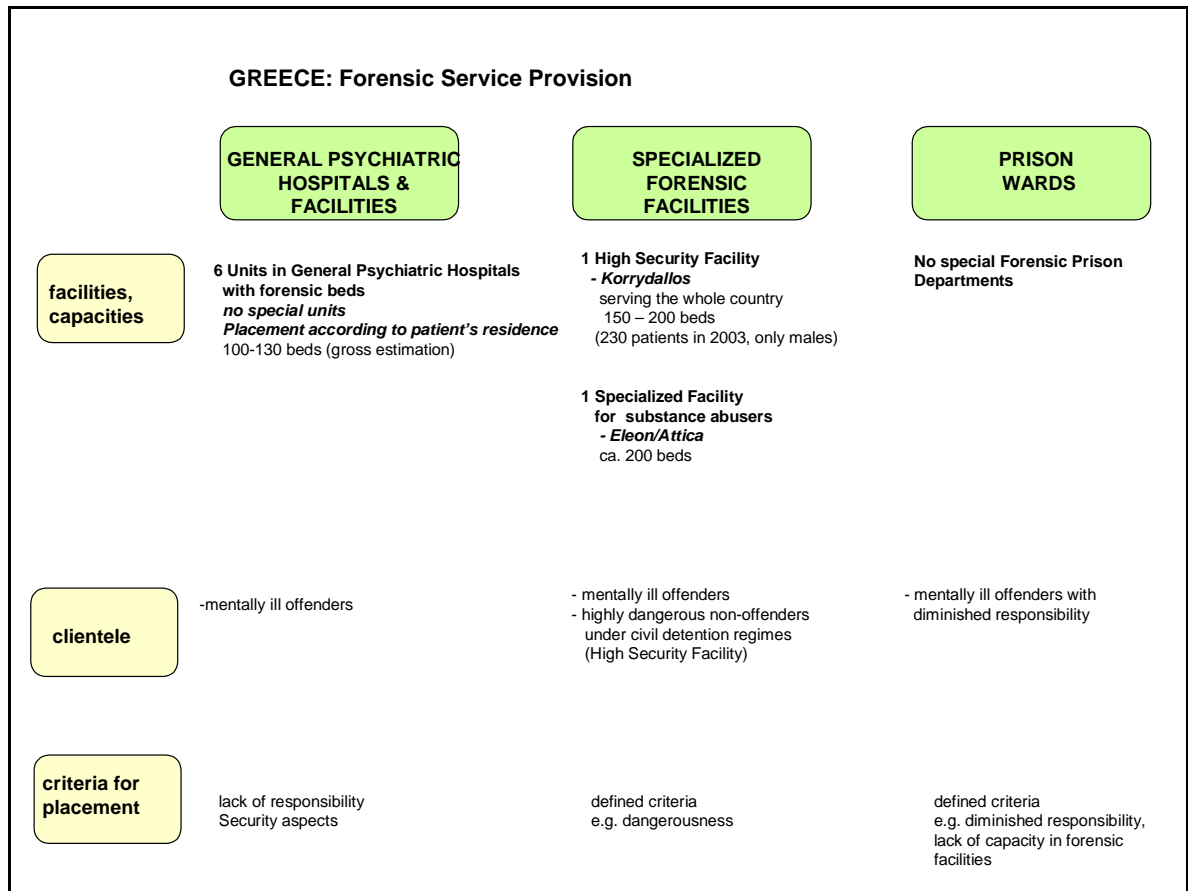 GREECE: Forensic Service Provision
GENERAL PSYCHIATRIC
HOSPITALS &
FACILITIES
SPECIALIZED
FORENSIC
FACILITIES
PRISON
WARDS
facilities,
capacities
6 Units in General Psychiatric Hospitals
with forensic beds
no special units
Placement according to patient's residence
100-130 beds (gross estimation)
1 High Security Facility
- Korrydallos
serving the whole country
150 – 200 beds
(230 patients in 2003, only males)
1 Specialized Facility
for substance abusers
- Eleon/Attica
ca. 200 beds
No special Forensic Prison
Departments
clientele
-mentally ill offenders
- mentally ill offenders
- highly dangerous non-offenders
under civil detention regimes
(High Security Facility)
- mentally ill offenders with
diminished responsibility
criteria for
placement
lack of responsibility
Security aspects
defined criteria
e.g. dangerousness
defined criteria
e.g. diminished responsibility,
lack of capacity in forensic
facilities